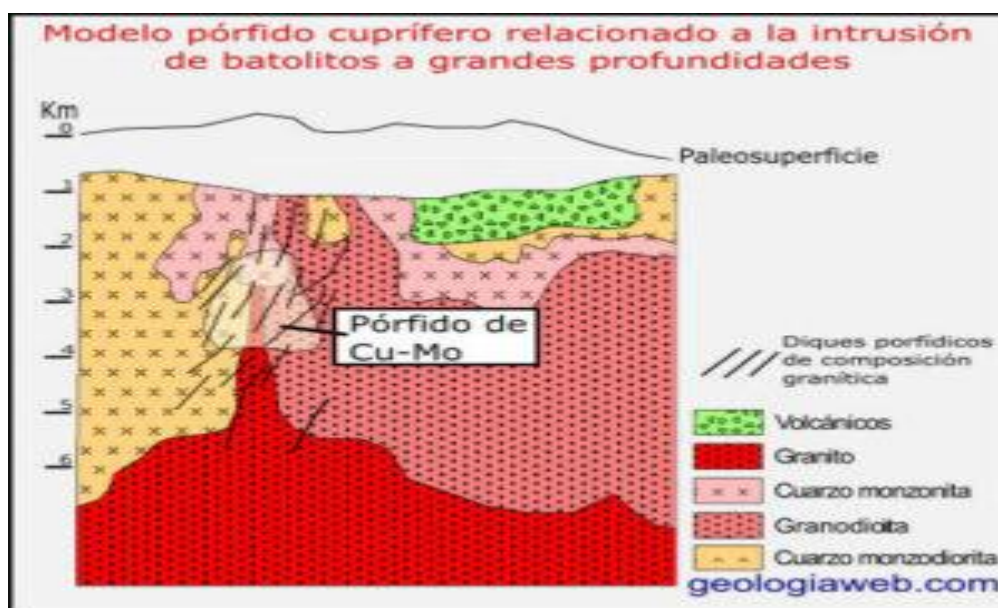 Modelo pórfido cuprífero relacionado a la intrusión
de batolitos a grandes profundidades
Km
0
Paleosuperficie
1
2
3
Pórfido de
Cu-Mo
4
Diques porfídicos
de composición
granítica
5
6
Volcánicos
Granito
Cuarzo monzonita
Granodioita
Cuarzo monzodiorita
geologiaweb.com